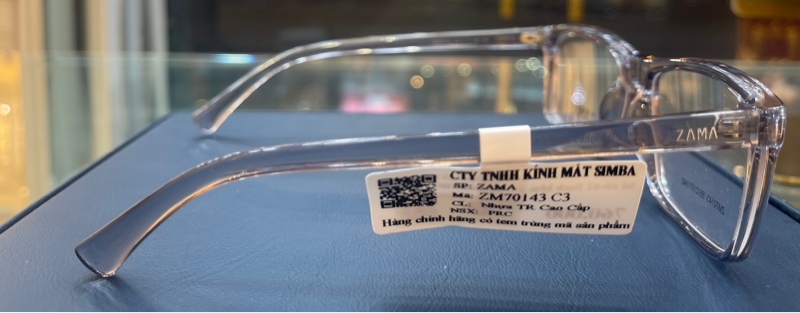 ZAMA
CTY TNHH KÍNH MẮT SIMBA
SP: ZAMA
Mã: ZM70143 C3
CL: Nhựa TR Cao Cấp
NSX: PRC
Hàng chính hãng có tem trùng mã sản phẩm